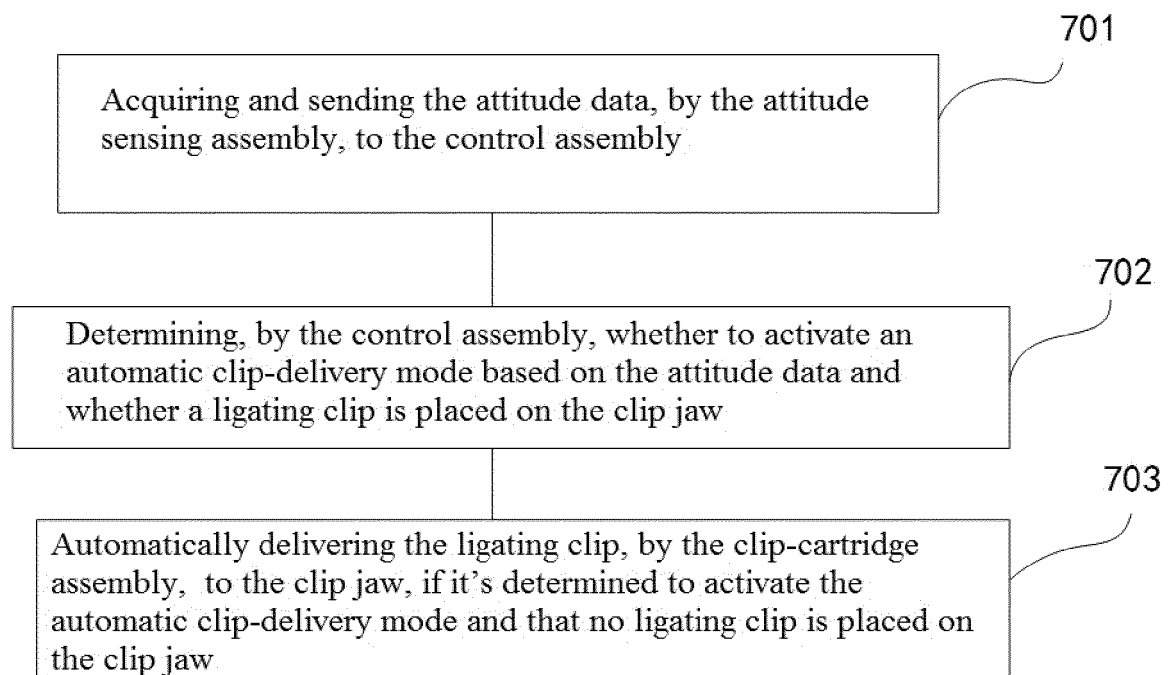 701
Acquiring and sending the attitude data, by the attitude
sensing assembly, to the control assembly
702
Determining, by the control assembly, whether to activate an
automatic clip-delivery mode based on the attitude data and
whether a ligating clip is placed on the clip jaw
703
Automatically delivering the ligating clip, by the clip-cartridge
assembly, to the clip jaw, if it’s determined to activate the
automatic clip-delivery mode and that no ligating clip is placed on
the clip jaw